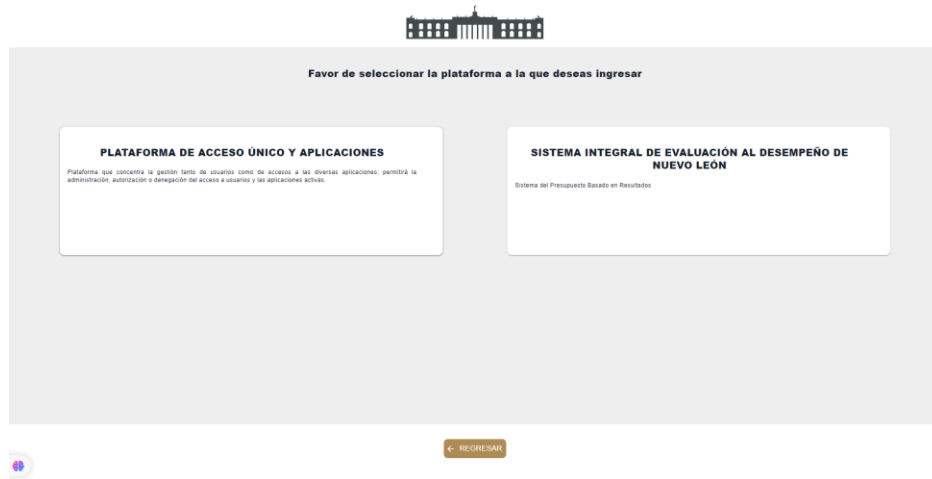 Favor de seleccionar la plataforma a la que deseas ingresar
PLATAFORMA DE ACCESO ÚNICO Y APLICACIONES
Plataforma que concentra la gestión tanto de usuarios como de accesos a las diversas aplicaciones; permitirá la
administración, autorización o denegación del acceso a usuarios y las aplicaciones activas.
SISTEMA INTEGRAL DE EVALUACIÓN AL DESEMPEÑO DE
NUEVO LEÓN
Sistema del Presupuesto Basado en Resultados
← REGRESAR